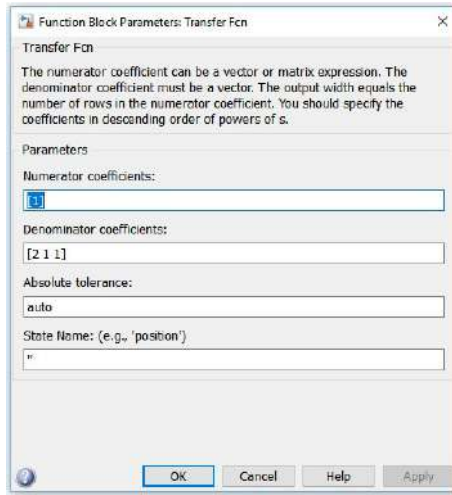 Function Block Parameters: Transfer Fcn
Transfer Fcn
The numerator coefficient can be a vector or matrix expression. The
denominator coefficient must be a vector. The output width equals the
number of rows in the numerator coefficient. You should specify the
coefficients in descending order of powers of s.
Parameters
Numerator coefficients:
[1]
Denominator coefficients:
[2 1 1]
Absolute tolerance:
auto
State Name: (e.g., 'position')
''
OK Cancel Help Apply